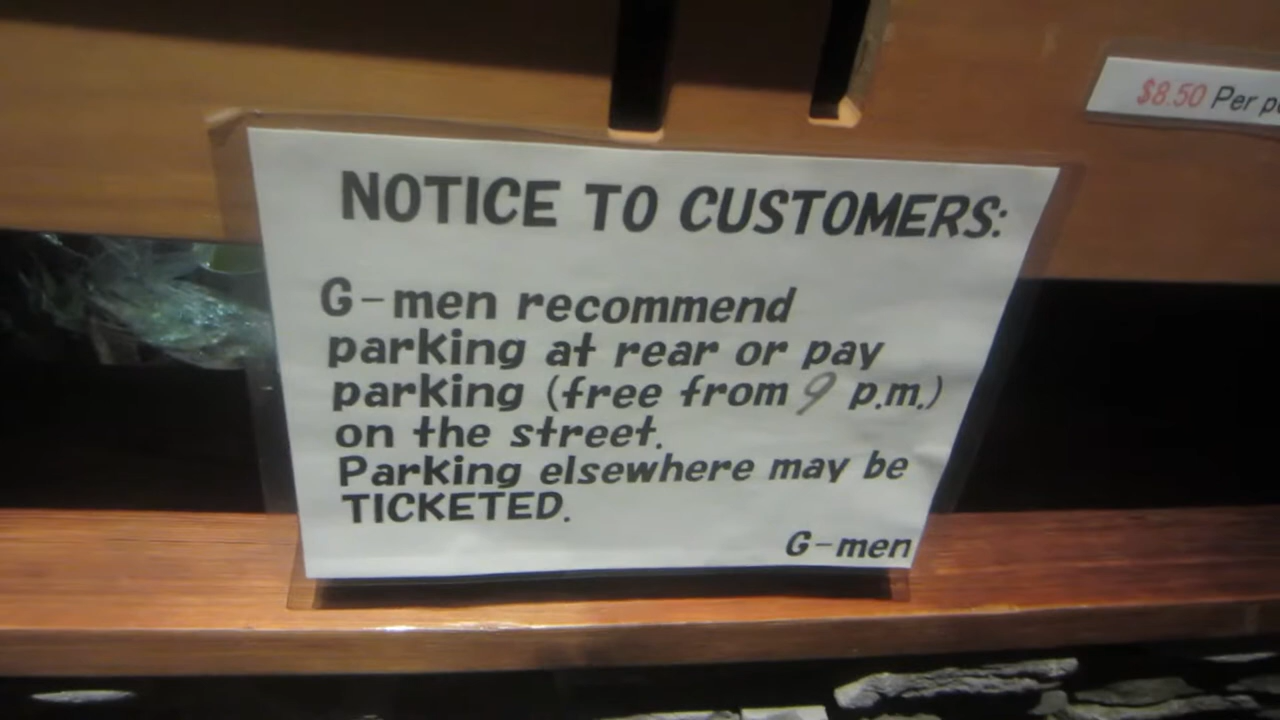 $8.50 Per
NOTICE TO CUSTOMERS:
G-men recommend
parking at rear or pay
parking (free from 9 p.m.)
on the street.
Parking elsewhere may be
TICKETED.
G-men